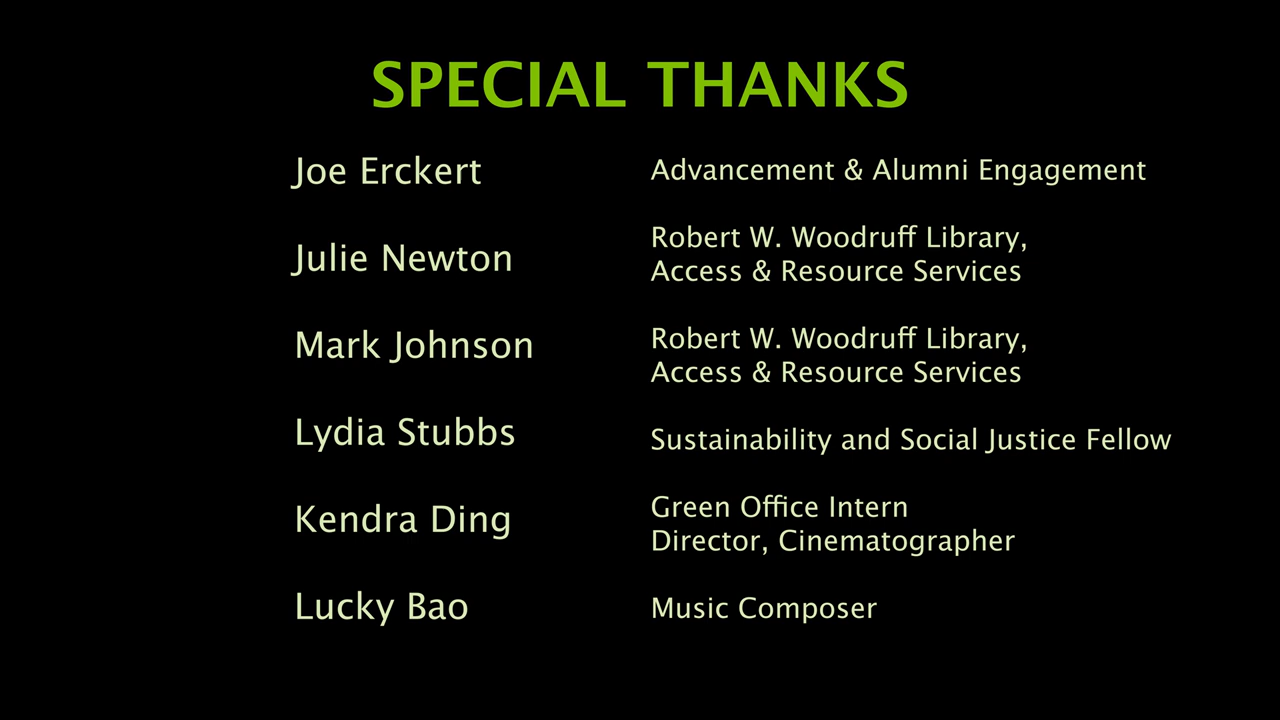 SPECIAL THANKS
Joe Erckert Advancement & Alumni Engagement
Julie Newton Robert W. Woodruff Library,
Access & Resource Services
Mark Johnson Robert W. Woodruff Library,
Access & Resource Services
Lydia Stubbs Sustainability and Social Justice Fellow
Kendra Ding Green Office Intern
Director, Cinematographer
Lucky Bao Music Composer